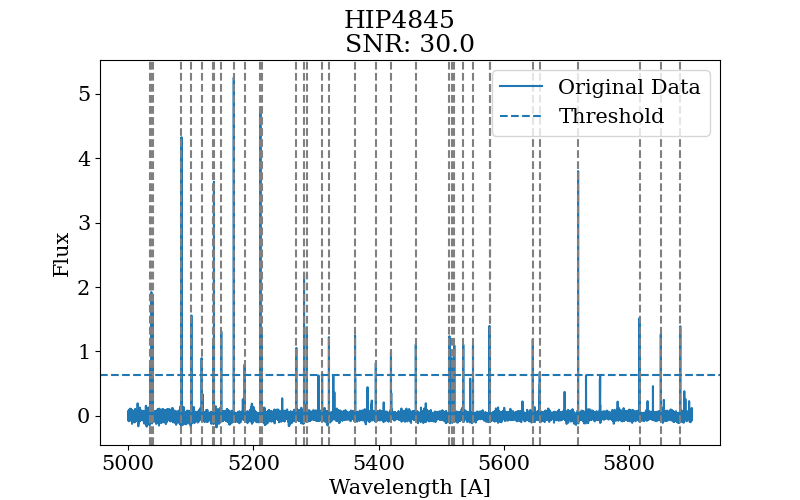 HIP4845
SNR: 30.0
Original Data
Threshold
5
4
3
2
1
0
Flux
5000 5200 5400 5600 5800
Wavelength [A]